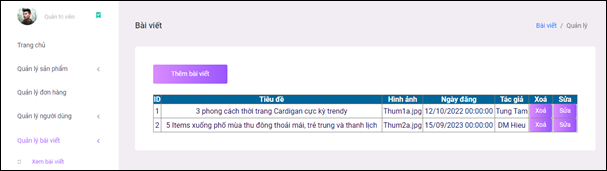 Quản trị viên
Bài viết
Bài viết / Quản lý
Trang chủ
Quản lý sản phẩm
Quản lý đơn hàng
Quản lý người dùng
Quản lý bài viết
Xem bài viết
Thêm bài viết
ID Tiêu đề Hình ảnh Ngày đăng Tác giả Xoá Sửa
1 3 phong cách thời trang Cardigan cực kỳ trendy Thum1a.jpg 12/10/2022 00:00:00 Tung Tam Xoá Sửa
2 5 Items xuống phố mùa thu đông thoải mái, trẻ trung và thanh lịch Thum2a.jpg 15/09/2023 00:00:00 DM Hieu Xoá Sửa